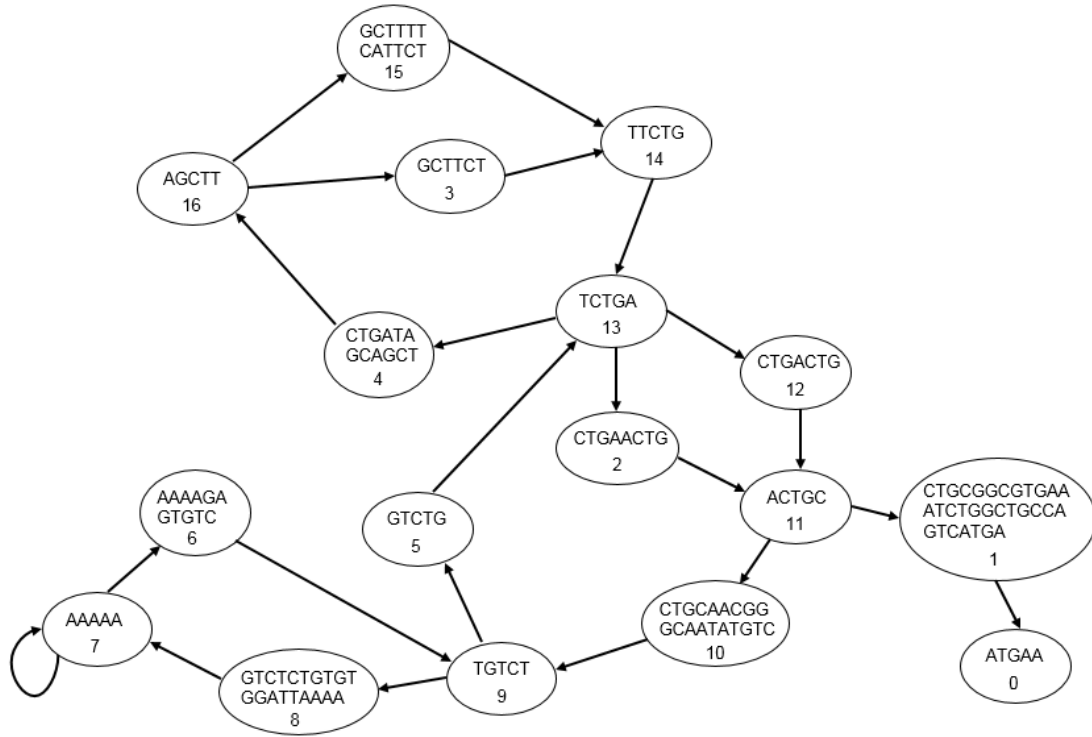 GCTTTT
CATTCT
15
TTCTG
14
GCTTCT
3
AGCTT
16
TCTGA
13
CTGATA
GCAGCT
4
CTGACTG
12
CTGAACTG
2
CTGCGGCGTGAA
ATCTGGCTGCCA
GTCATGA
1
ACTGC
11
AAAAGA
GTGTC
6
GTCTG
5
CTGCAACGG
GCAATATGTC
10
AAAAA
7
ATGAA
0
TGTCT
9
GTCTCTGTGT
GGATTAAAA
8